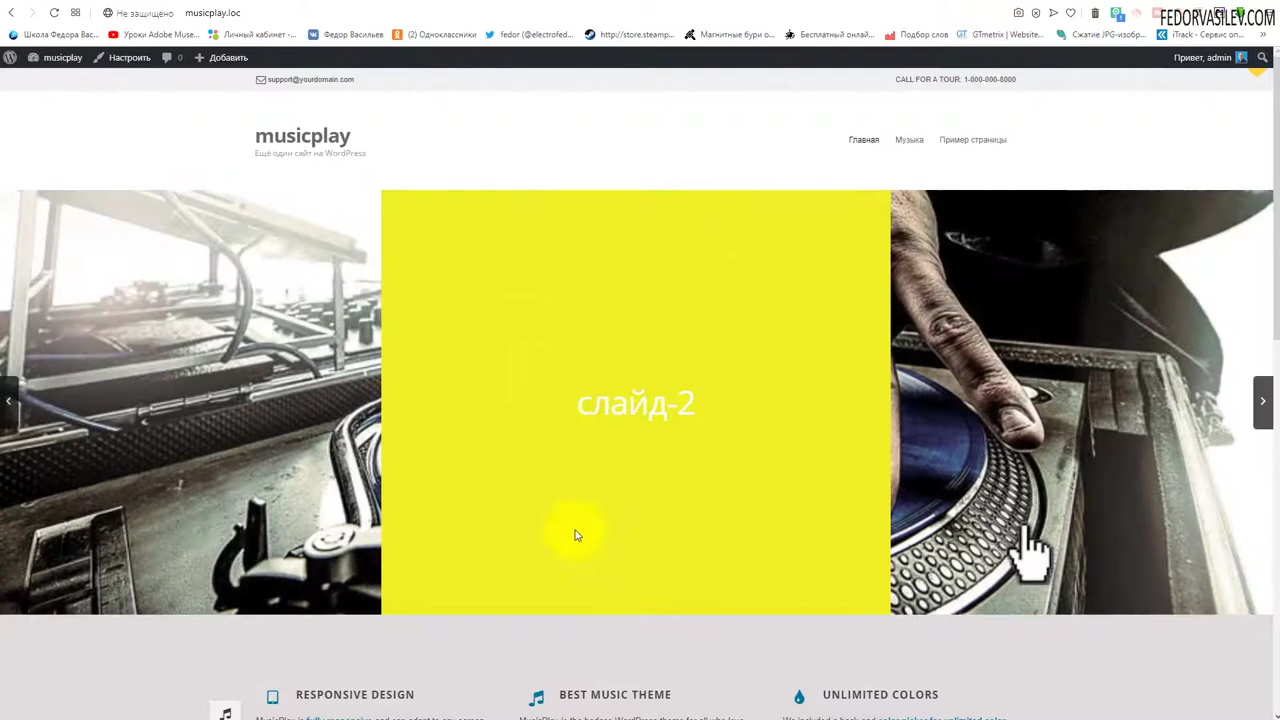 Не защищено musicplay.loc
FEDORVASILEV.COM
Школа Федора Вас...
Уроки Adobe Muse...
Личный кабинет -...
Федор Васильев
(2) Одноклассники
fedor (@electrofed...
http://store.steamp...
Магнитные бури о...
Бесплатный онлай...
Подбор слов
GTmetrix | Website...
Сжатие JPG-изобр...
iTrack - Сервис оп...
musicplay
Настроить
0
Добавить
Привет, admin
support@yourdomain.com
CALL FOR A TOUR: 1-000-000-8000
musicplay
Ещё один сайт на WordPress
Главная
Музыка
Пример страницы
слайд-2
RESPONSIVE DESIGN
BEST MUSIC THEME
UNLIMITED COLORS